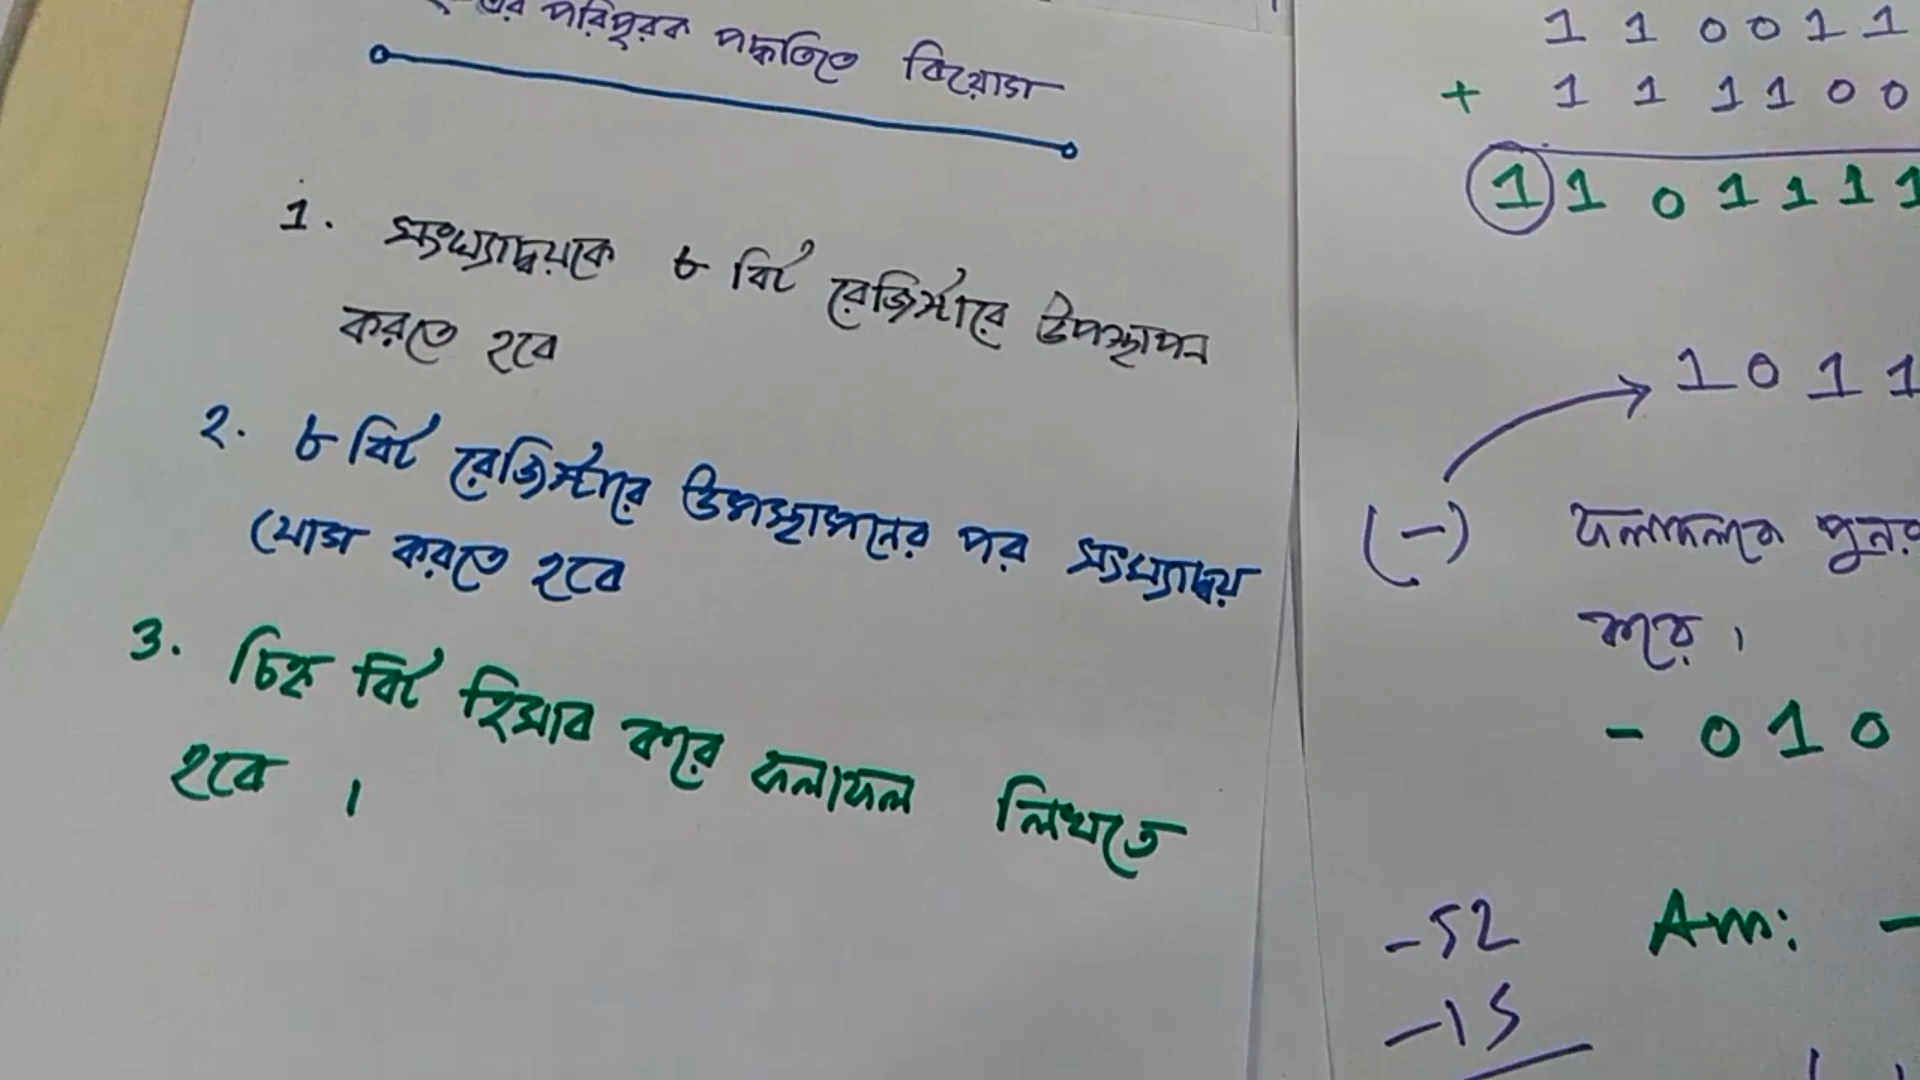 পরিপূরক পদ্ধতিতে বিয়োগ
1. সংখ্যাদ্বয়কে ৮ বিট রেজিস্টারে উপস্থাপন
করতে হবে
২. ৮ বিট রেজিস্টারে উপস্থাপনের পর সংখ্যাদ্বয়
যোগ করতে হবে
3. চিহ্ন বিট হিসাব করে ফলাফল লিখতে
হবে ।
1 1 0 0 1 1
+ 1 1 1 1 0 0
1 1 0 1 1 1 1
1 0 1 1
(-) ফলাফলকে
করে ।
- 0 1 0
-52
-15
Ans: -